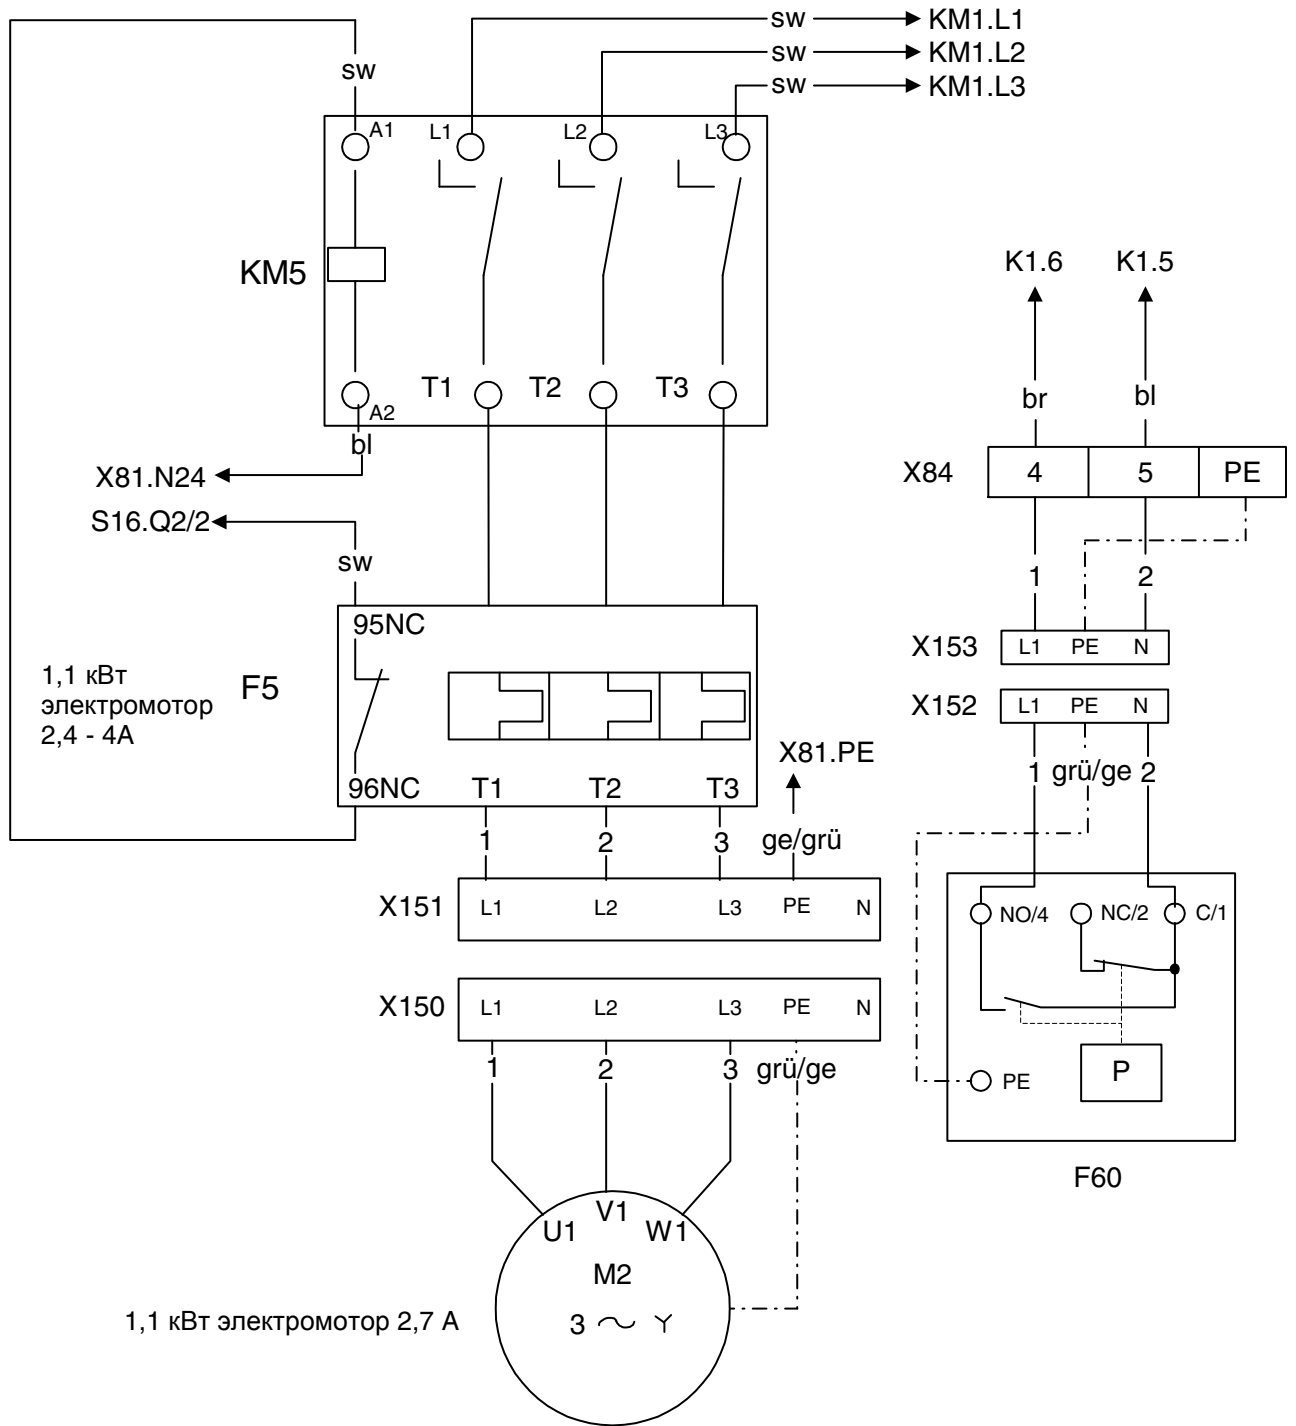 sw KM1.L1
sw KM1.L2
sw KM1.L3
sw
A1 L1 L2 L3
KM5
T1 T2 T3
A2
bl
X81.N24
S16.Q2/2
sw
95NC
1,1 кВт
электромотор
2,4 - 4A
F5
96NC T1 T2 T3
X81.PE
1 2 3 ge/grü
X151 L1 L2 L3 PE N
X150 L1 L2 L3 PE N
1 2 3 grü/ge
U1 V1 W1
M2
3 Y
1,1 кВт электромотор 2,7 A
K1.6 K1.5
br bl
X84 4 5 PE
1 2
X153 L1 PE N
X152 L1 PE N
1 grü/ge 2
NO/4 NC/2 C/1
PE P
F60